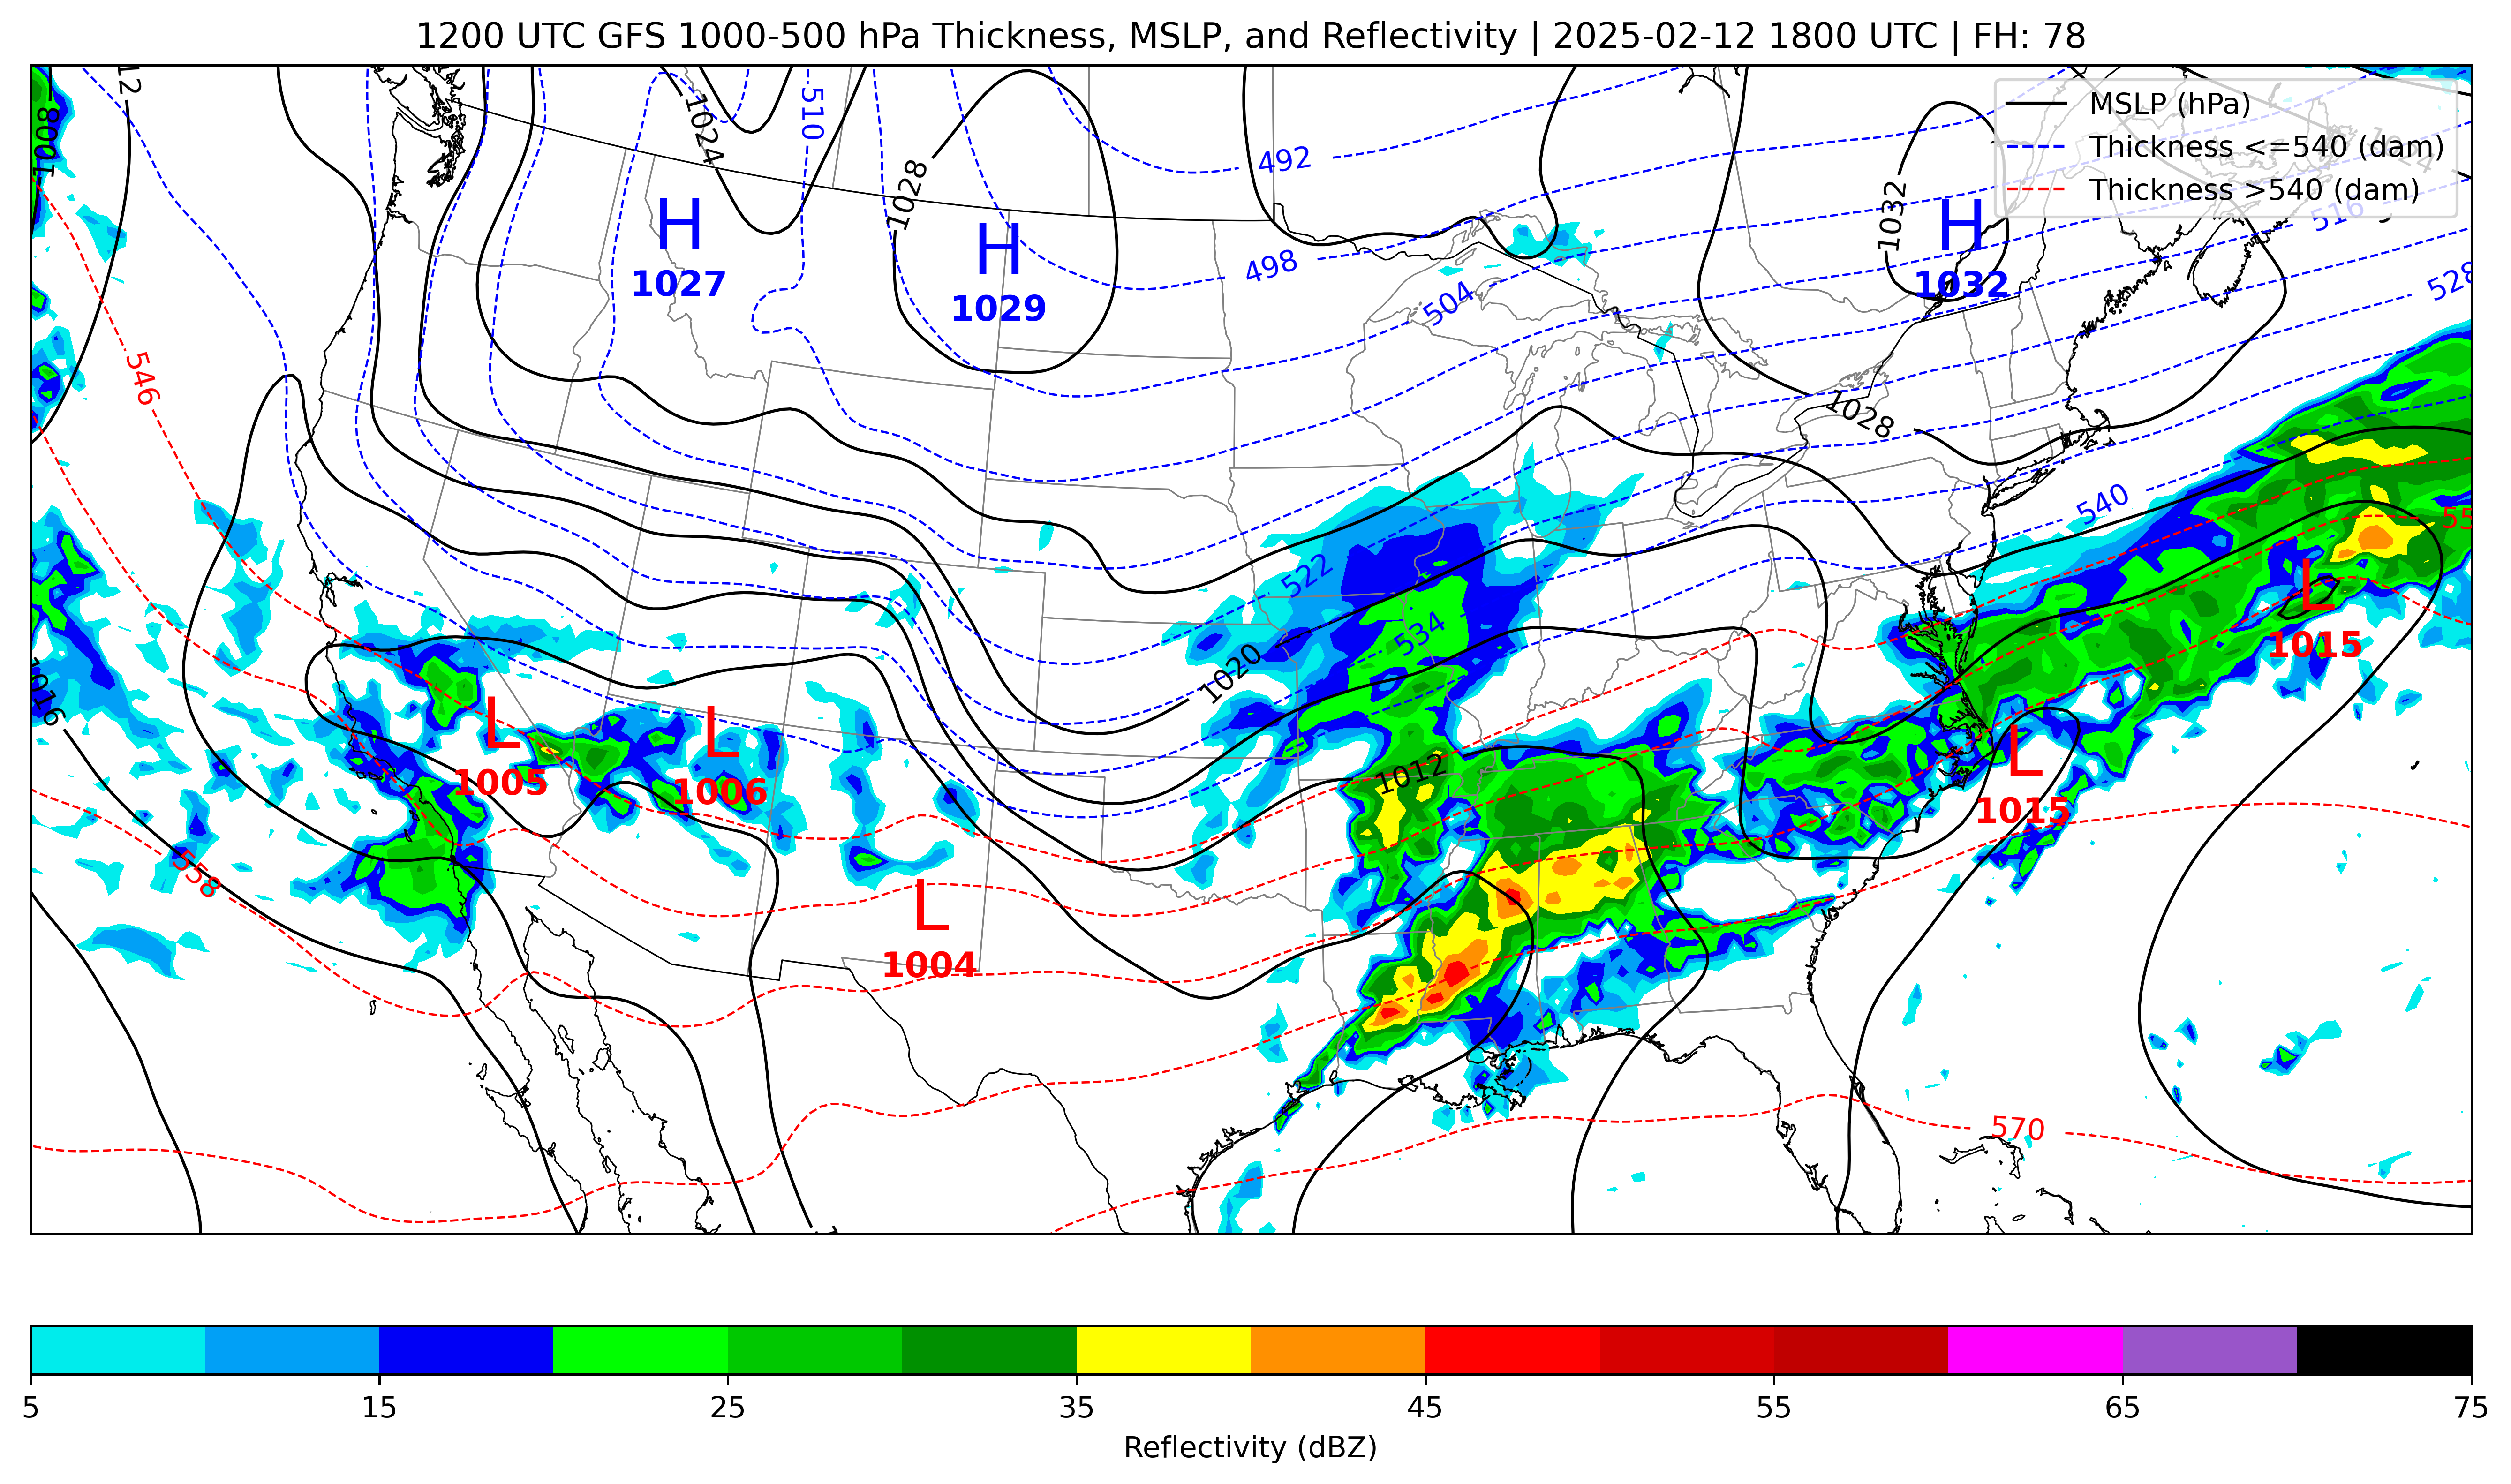 1200 UTC GFS 1000-500 hPa Thickness, MSLP, and Reflectivity | 2025-02-12 1800 UTC | FH: 78
MSLP (hPa)
Thickness <=540 (dam)
Thickness >540 (dam)
1008
1024
510
1028
492
1032
1024
516
H
1027
H
1029
H
1032
498
504
528
546
1028
540
522
534
1020
L
1015
1016
L
1005
L
1006
1012
L
1015
558
L
1004
570
5 15 25 35 45 55 65 75
Reflectivity (dBZ)